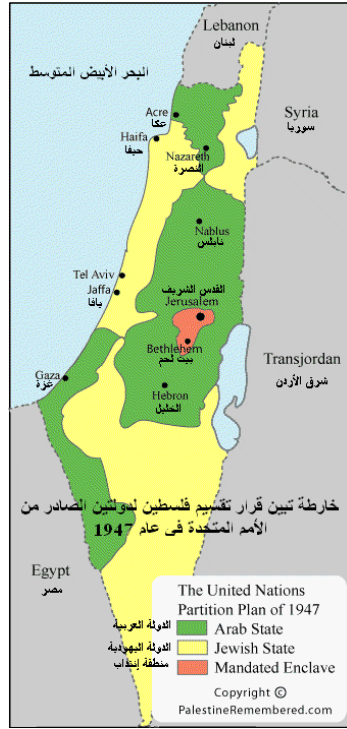 Lebanon
لبنان
البحر الأبيض المتوسط
Syria
سوريا
Acre
عكا
Haifa
حيفا
Nazareth
الناصرة
Nablus
نابلس
Tel Aviv
Jaffa
يافا
القدس الشريف
Jerusalem
Bethlehem
بيت لحم
Transjordan
شرق الأردن
Gaza
غزة
Hebron
الخليل
خارطة تبين قرار تقسيم فلسطين لدولتين الصادر من
الأمم المتحدة في عام 1947
Egypt
مصر
The United Nations
Partition Plan of 1947
الدولة العربية
Arab State
الدولة اليهودية
Jewish State
منطقة إنتداب
Mandated Enclave
Copyright ©
PalestineRemembered.com